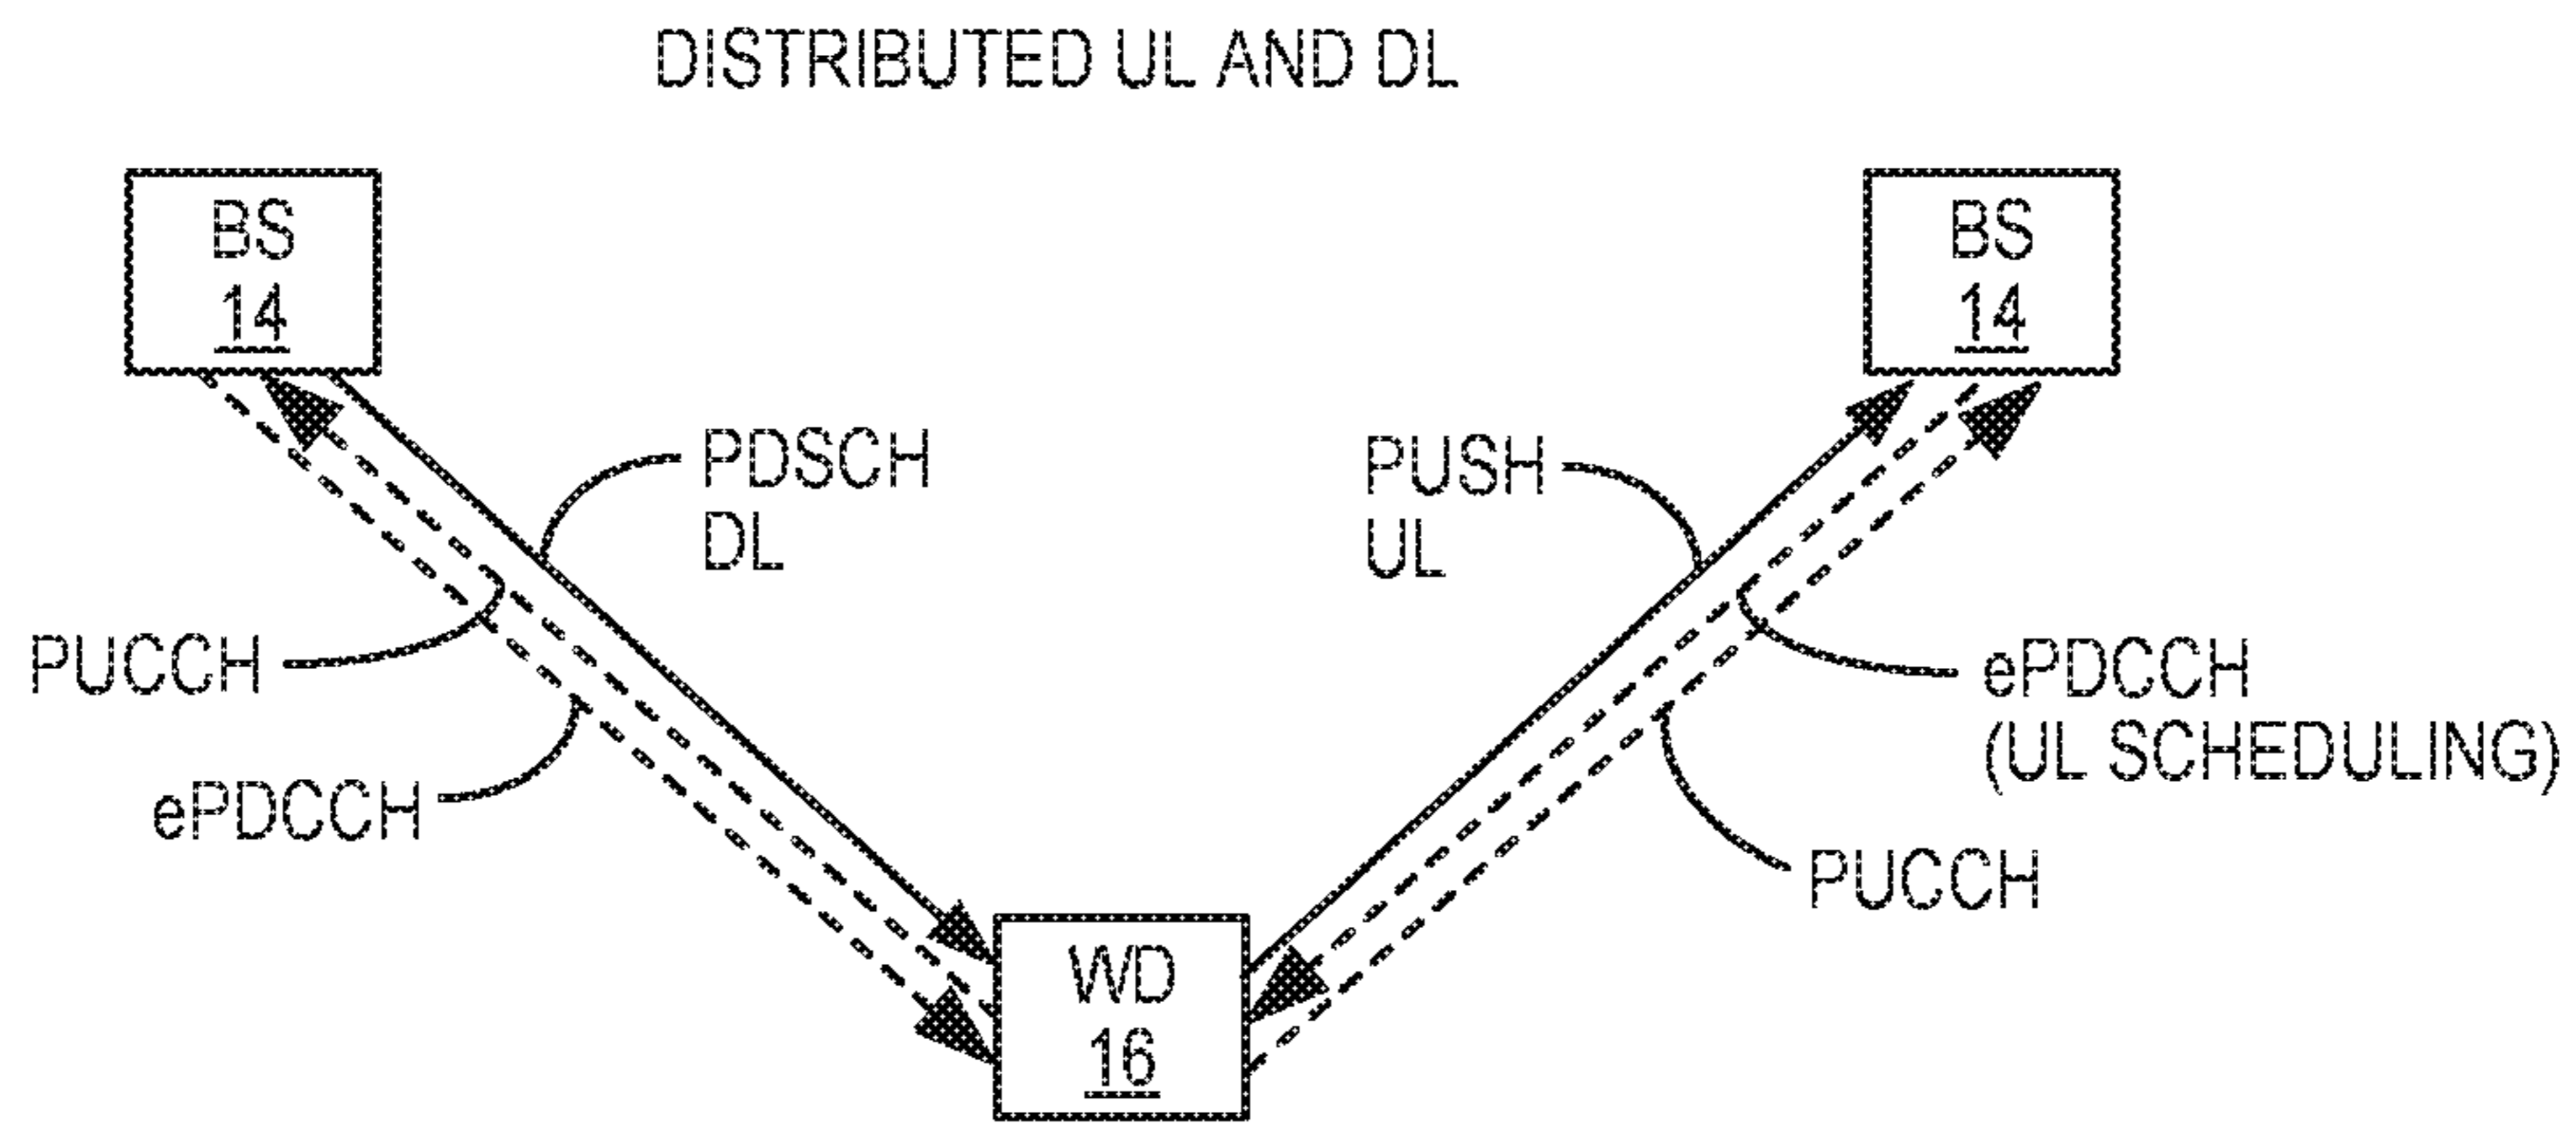 DISTRIBUTED UL AND DL
BS
14
BS
14
PDSCH
DL
PUSH
UL
PUCCH
ePDCCH
(UL SCHEDULING)
ePDCCH
PUCCH
WD
16